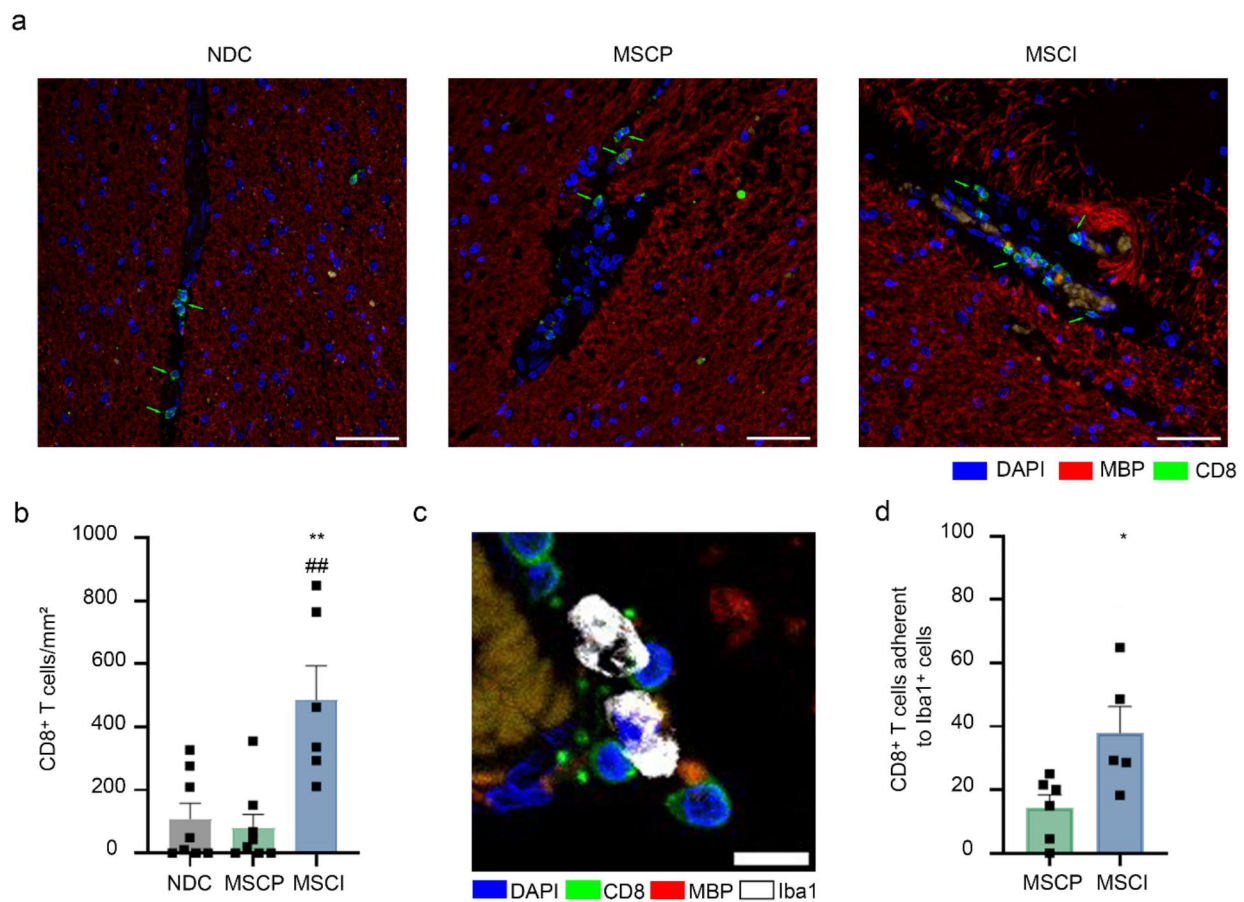 a
NDC
MSCP
MSCI
DAPI MBP CD8
b
1000
800
600
400
200
0
CD8⁺ T cells/mm²
**
##
NDC MSCP MSCI
c
DAPI CD8 MBP Iba1
d
100
80
60
40
20
0
CD8⁺ T cells adherent
to Iba1⁺ cells
*
MSCP MSCI